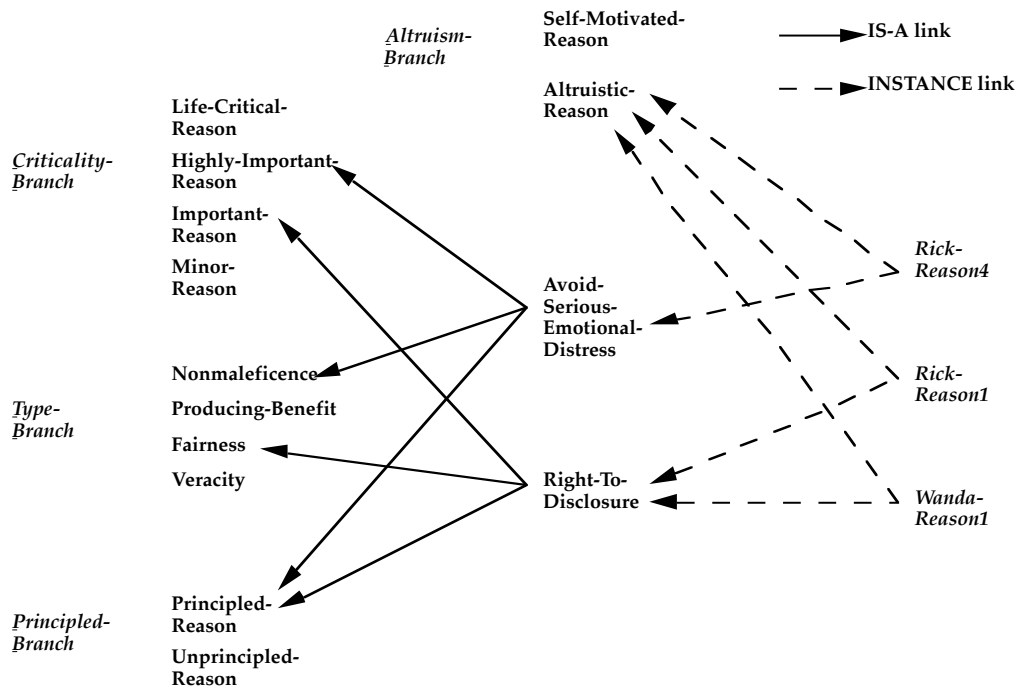 Altruism-
Branch
Self-Motivated-
Reason
Altruistic-
Reason
IS-A link
INSTANCE link
Criticality-
Branch
Life-Critical-
Reason
Highly-Important-
Reason
Important-
Reason
Minor-
Reason
Avoid-
Serious-
Emotional-
Distress
Rick-
Reason4
Type-
Branch
Nonmaleficence
Producing-Benefit
Fairness
Veracity
Right-To-
Disclosure
Rick-
Reason1
Wanda-
Reason1
Principled-
Branch
Principled-
Reason
Unprincipled-
Reason